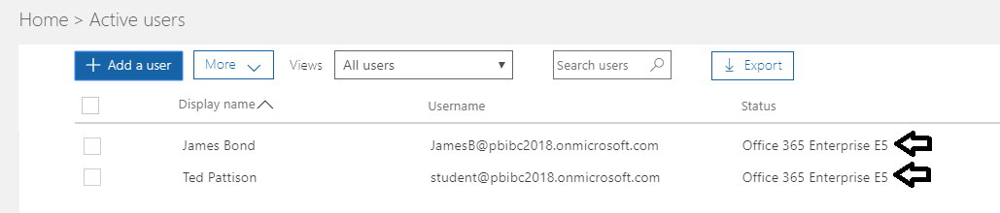 Home > Active users
+ Add a user More Views All users Search users Export
Display name Username Status
James Bond JamesB@pbibc2018.onmicrosoft.com Office 365 Enterprise E5
Ted Pattison student@pbibc2018.onmicrosoft.com Office 365 Enterprise E5